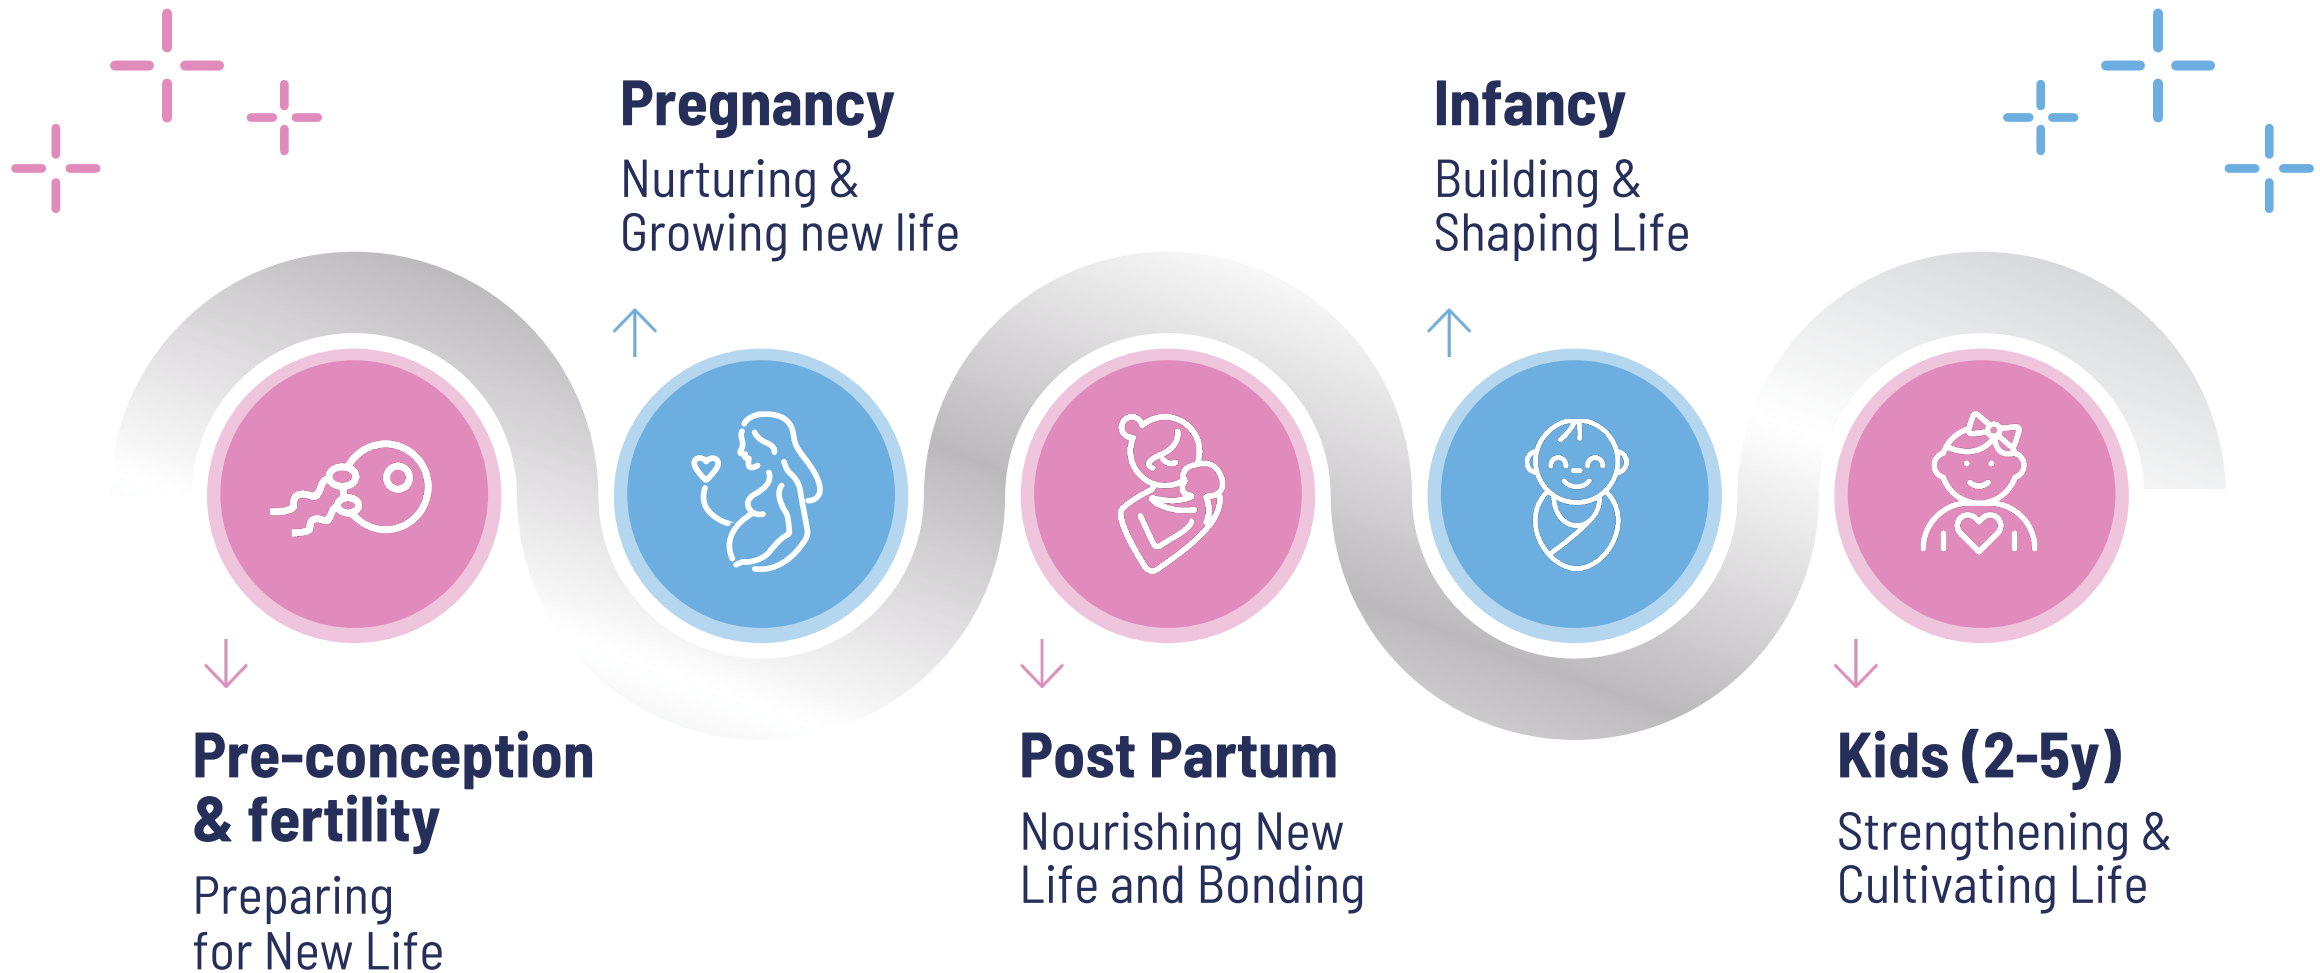 Pre-conception
& fertility
Preparing
for New Life
Pregnancy
Nurturing &
Growing new life
Post Partum
Nourishing New
Life and Bonding
Infancy
Building &
Shaping Life
Kids (2-5y)
Strengthening &
Cultivating Life